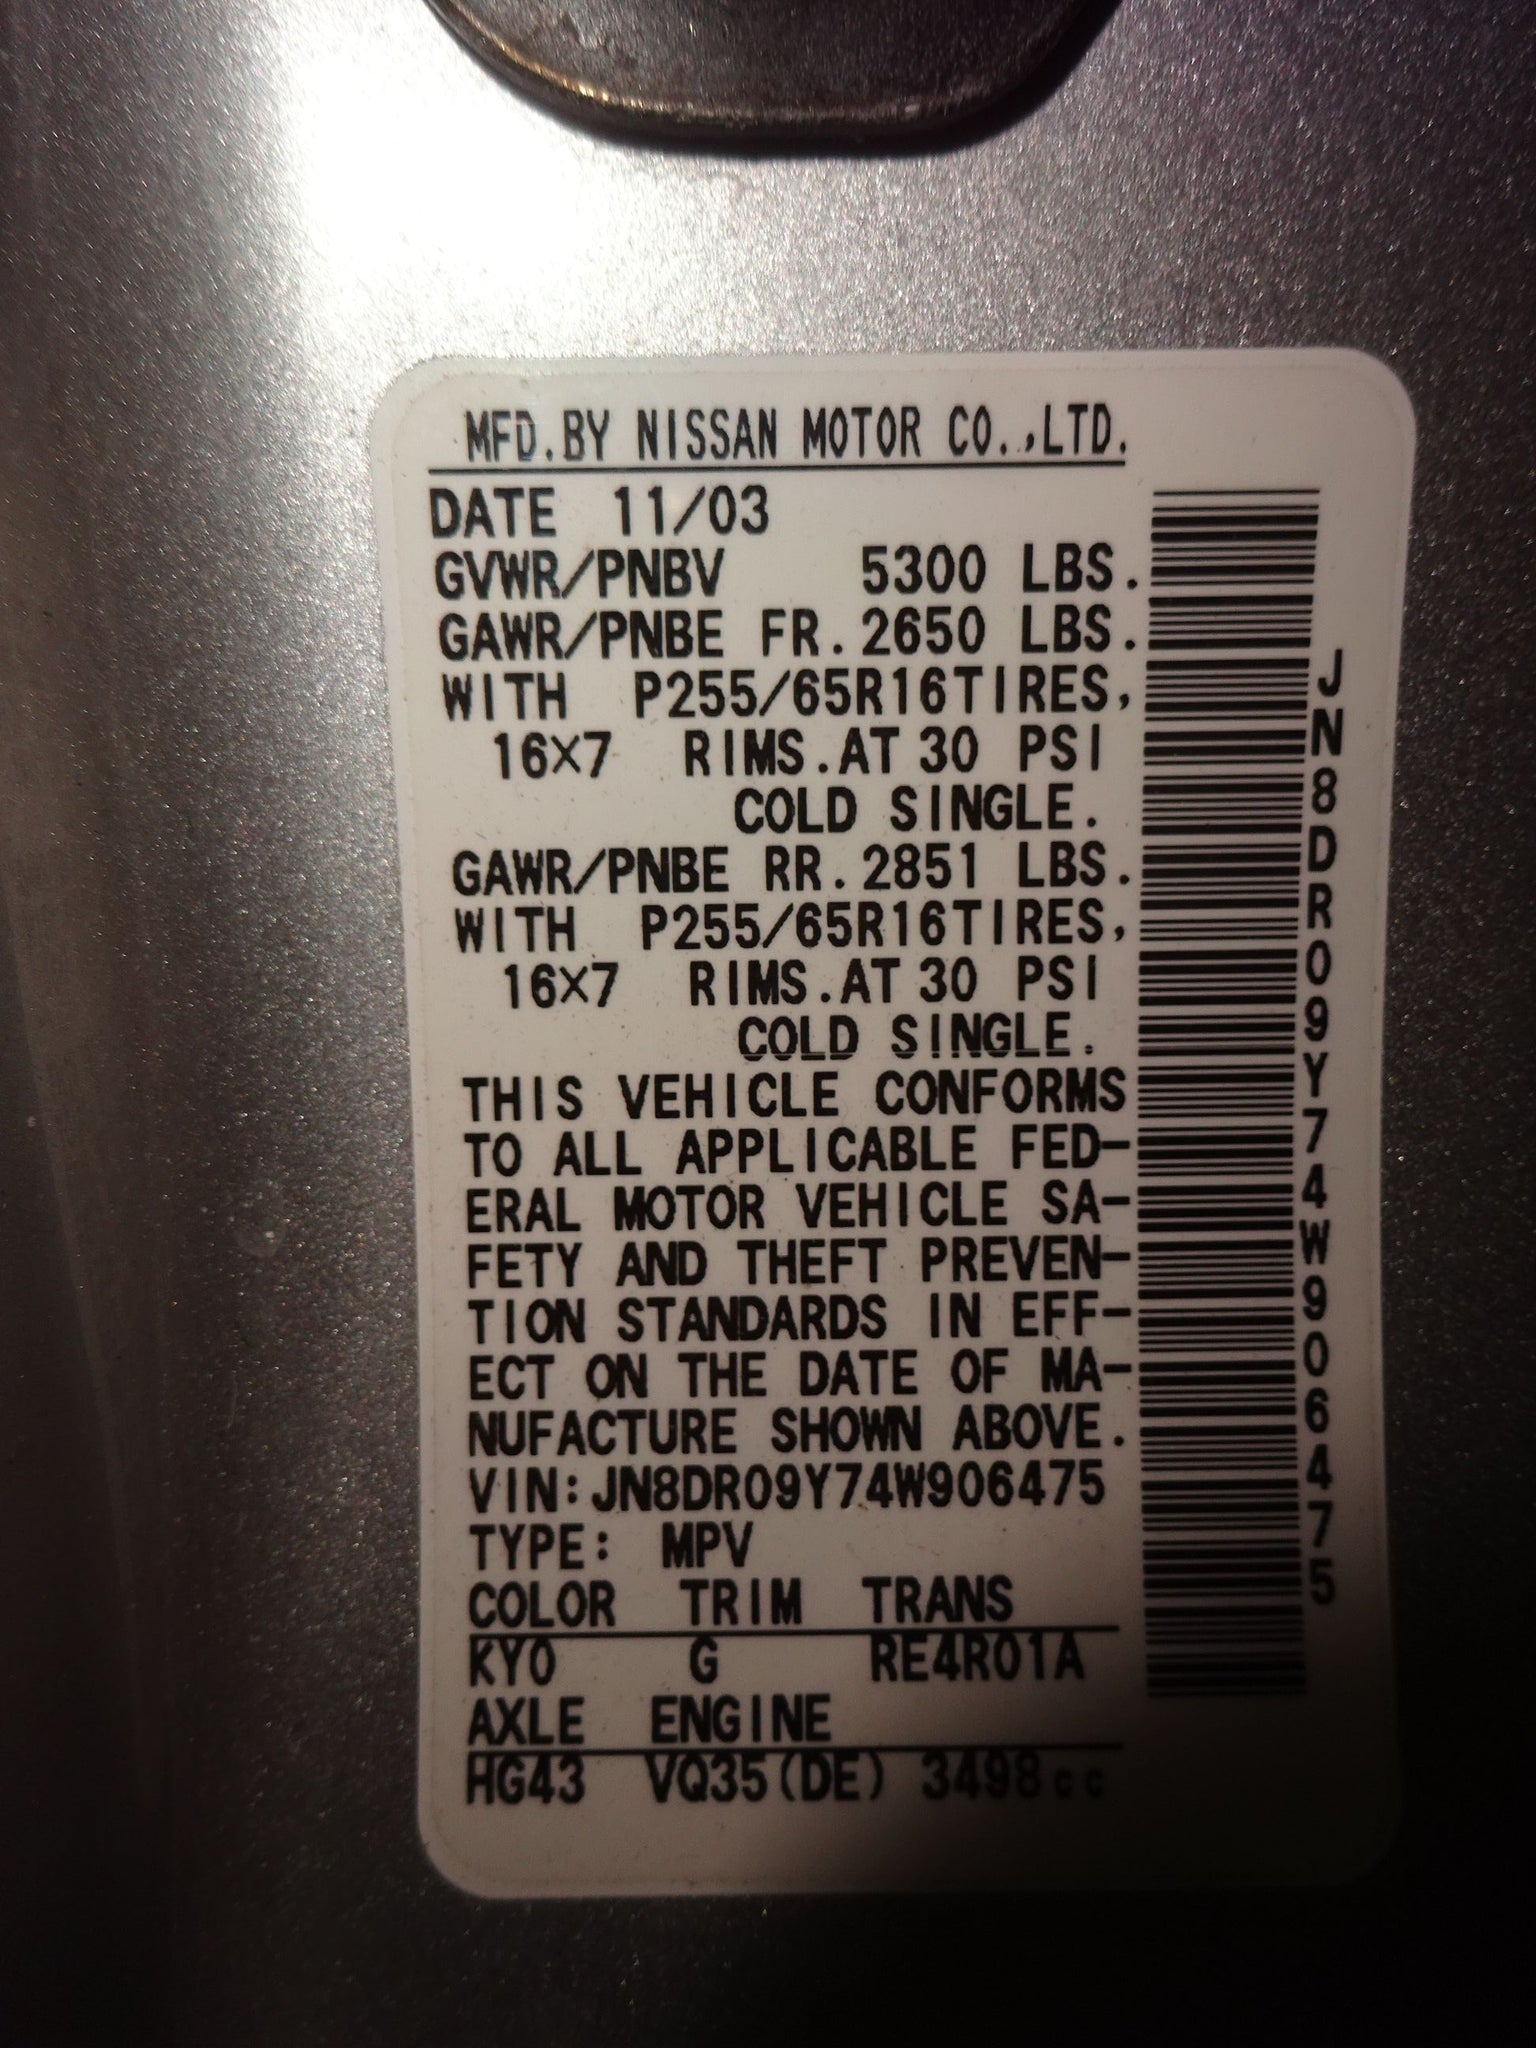 MFD.BY NISSAN MOTOR CO.,LTD.
DATE 11/03
GVWR/PNBV 5300 LBS.
GAWR/PNBE FR.2650 LBS.
WITH P255/65R16TIRES,
16×7 RIMS.AT 30 PSI
COLD SINGLE.
GAWR/PNBE RR.2851 LBS.
WITH P255/65R16TIRES,
16×7 RIMS.AT 30 PSI
COLD SINGLE.
THIS VEHICLE CONFORMS
TO ALL APPLICABLE FED-
ERAL MOTOR VEHICLE SA-
FETY AND THEFT PREVEN-
TION STANDARDS IN EFF-
ECT ON THE DATE OF MA-
NUFACTURE SHOWN ABOVE.
VIN:JN8DR09Y74W906475
TYPE: MPV
COLOR TRIM TRANS
KY0 G RE4R01A
AXLE ENGINE
HG43 VQ35(DE) 3498cc
JN8DR09Y74W906475